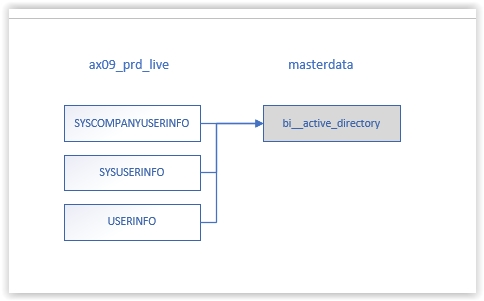 ax09_prd_live
masterdata
SYSCOMPANYUSERINFO
bi__active_directory
SYSUSERINFO
USERINFO